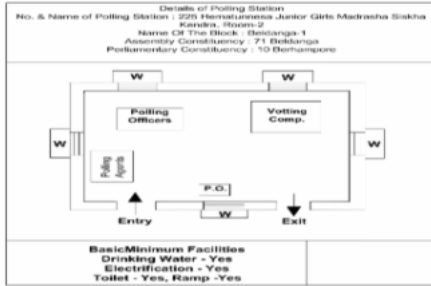 Details of Polling Station
No. & Name of Polling Station : 228 Hematunnesa Junior Girls Madrasha Siskha
Kendra, Room-2
Name Of The Block : Beldanga-1
Assembly Constituency : 71 Beldanga
Perliamentary Constituency : 10 Berhampore
W
W
Polling
Officers
Votting
Comp.
W
W
Polling
Agents
P.O.
W
Entry
Exit
BasicMinimum Facilities
Drinking Water - Yes
Electrification - Yes
Toilet - Yes, Ramp -Yes